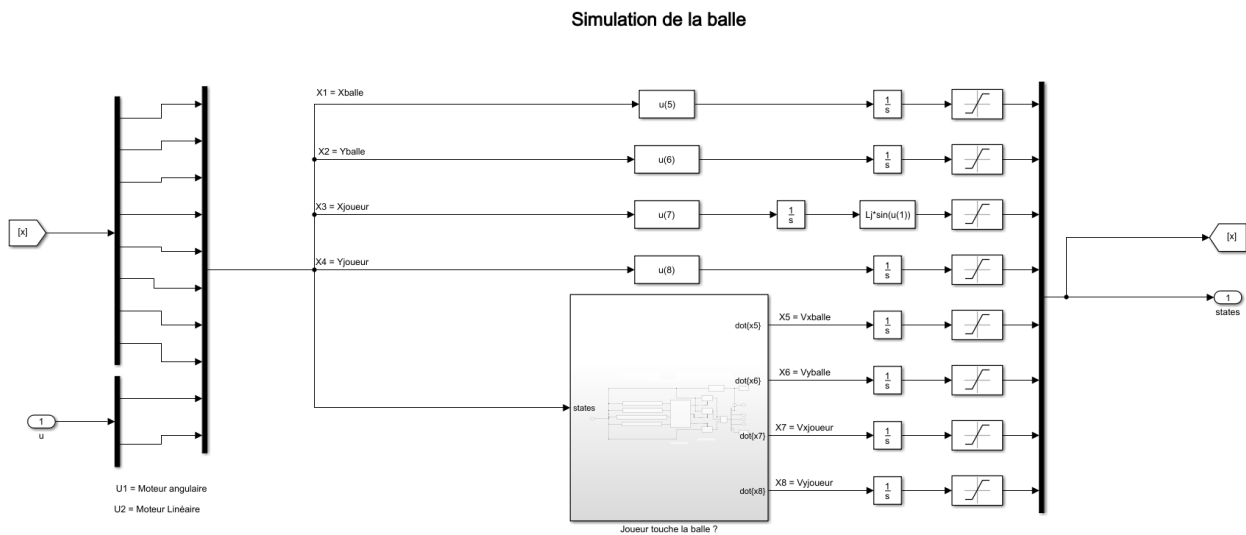 Simulation de la balle
X1 = Xballe
u(5)
1
s
X2 = Yballe
u(6)
1
s
X3 = Xjoueur
u(7)
1
s
Lj*sin(u(1))
[x]
[x]
X4 = Yjoueur
u(8)
1
s
1
states
dot{x5}
X5 = Vxballe
1
s
dot{x6}
X6 = Vyballe
1
s
states
1
u
dot{x7}
X7 = Vxjoueur
1
s
U1 = Moteur angulaire
U2 = Moteur Linéaire
dot{x8}
X8 = Vyjoueur
1
s
Joueur touche la balle ?